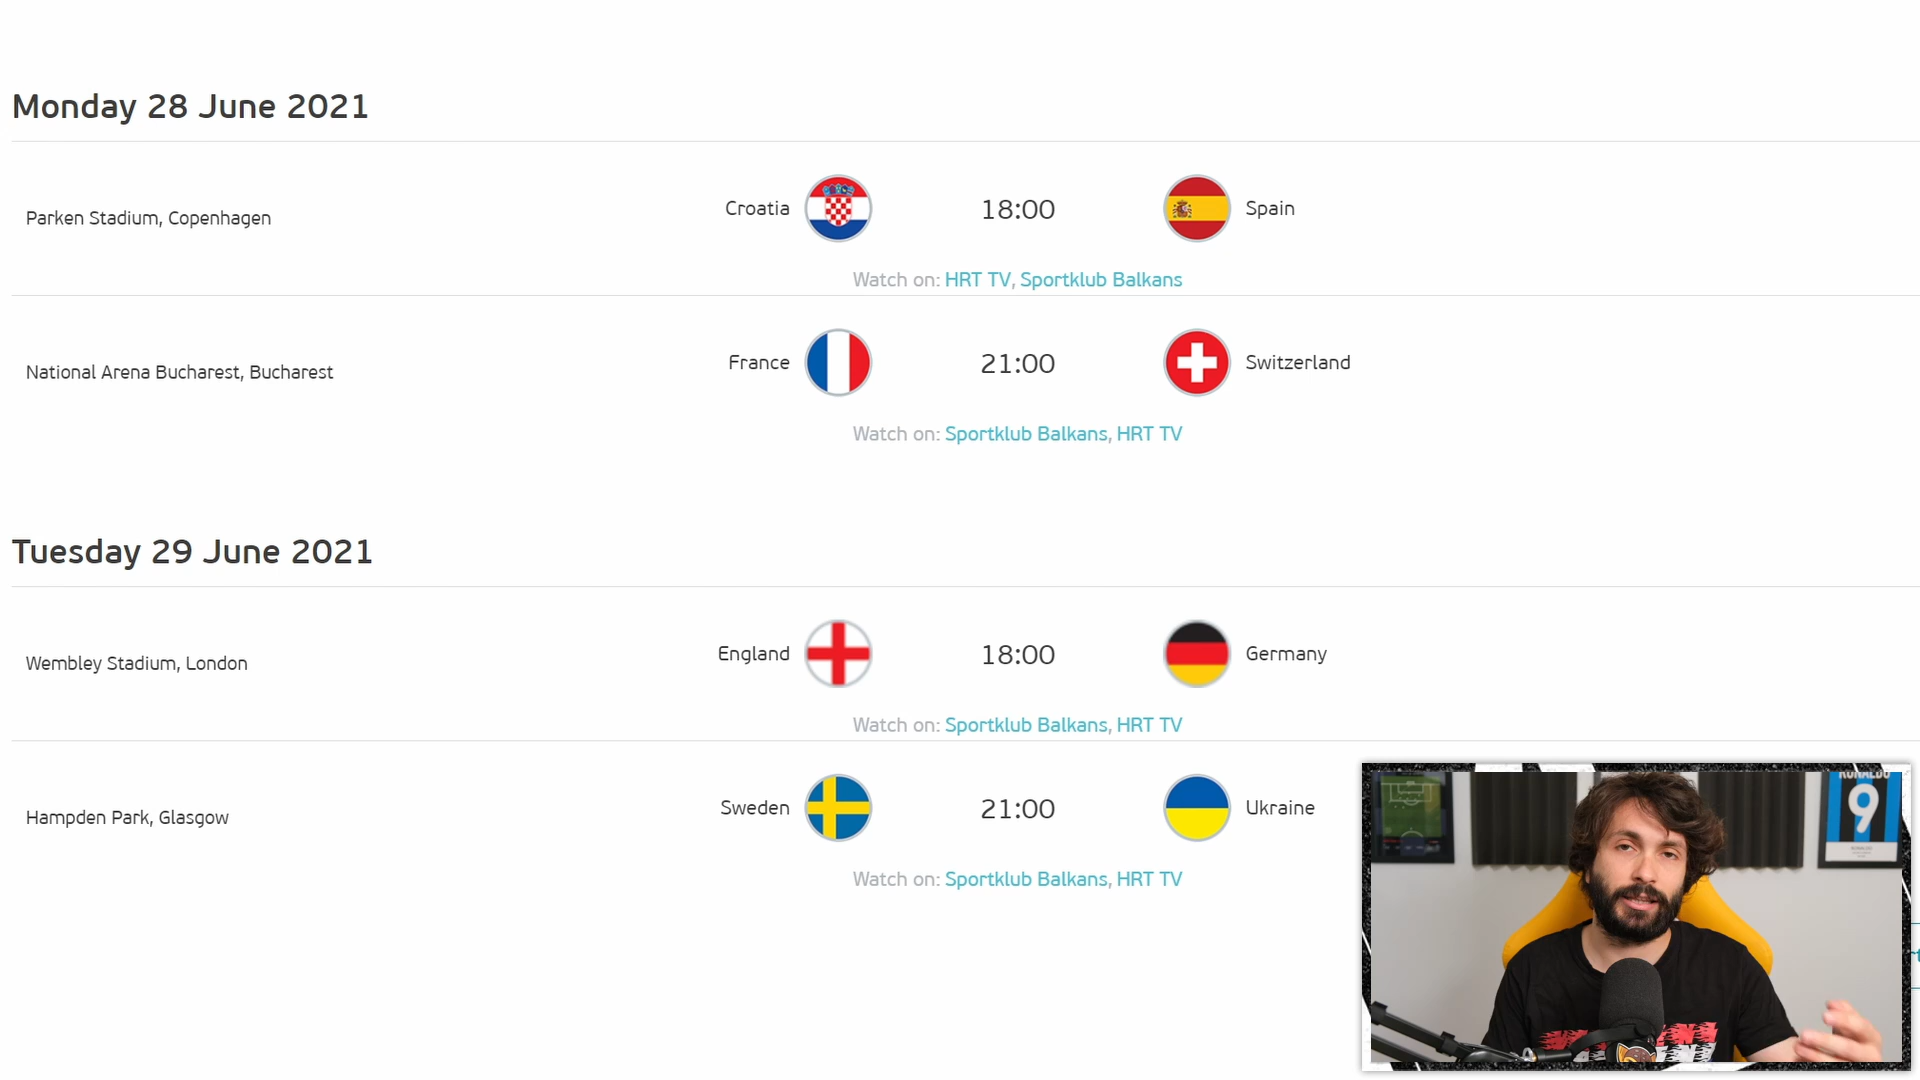 Monday 28 June 2021
Parken Stadium, Copenhagen
Croatia
18:00
Spain
Watch on: HRT TV, Sportklub Balkans
National Arena Bucharest, Bucharest
France
21:00
Switzerland
Watch on: Sportklub Balkans, HRT TV
Tuesday 29 June 2021
Wembley Stadium, London
England
18:00
Germany
Watch on: Sportklub Balkans, HRT TV
Hampden Park, Glasgow
Sweden
21:00
Ukraine
Watch on: Sportklub Balkans, HRT TV
RONALDO
9